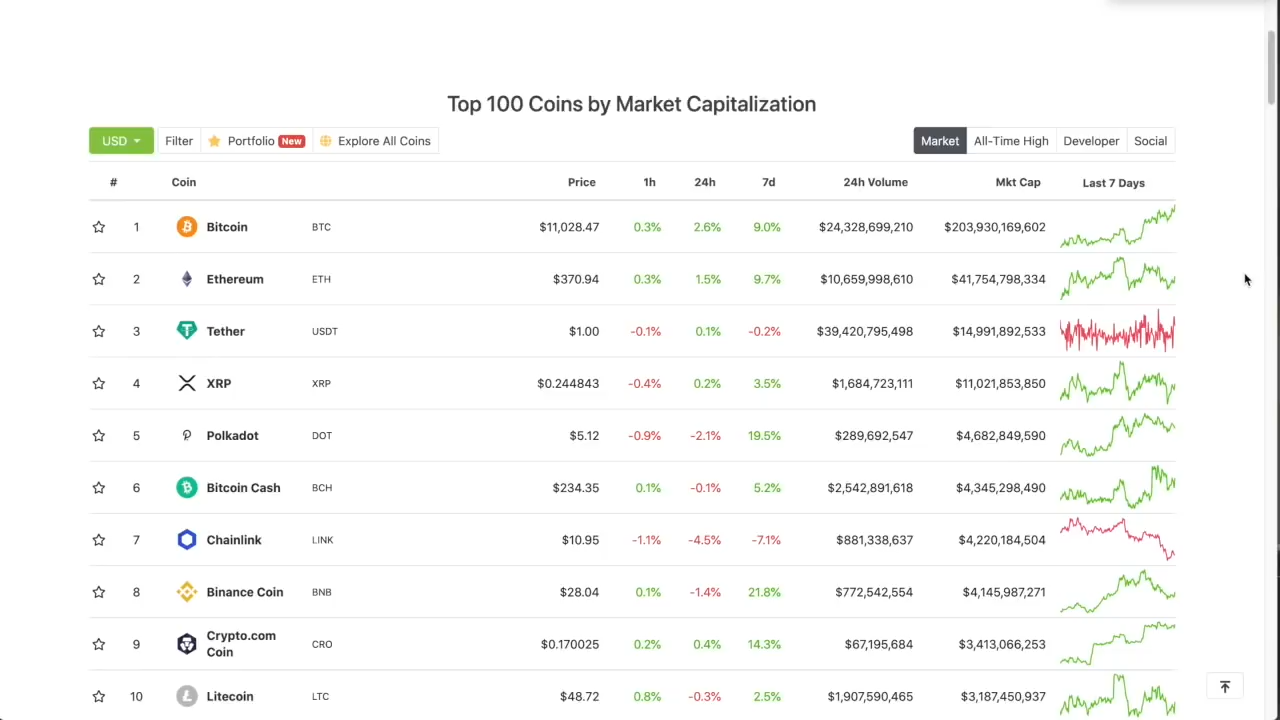 Top 100 Coins by Market Capitalization
USD Filter Portfolio New Explore All Coins Market All-Time High Developer Social
# Coin Price 1h 24h 7d 24h Volume Mkt Cap Last 7 Days
1 Bitcoin BTC $11,028.47 0.3% 2.6% 9.0% $24,328,699,210 $203,930,169,602
2 Ethereum ETH $370.94 0.3% 1.5% 9.7% $10,659,998,610 $41,754,798,334
3 Tether USDT $1.00 -0.1% 0.1% -0.2% $39,420,795,498 $14,991,892,533
4 XRP XRP $0.244843 -0.4% 0.2% 3.5% $1,684,723,111 $11,021,853,850
5 Polkadot DOT $5.12 -0.9% -2.1% 19.5% $289,692,547 $4,682,849,590
6 Bitcoin Cash BCH $234.35 0.1% -0.1% 5.2% $2,542,891,618 $4,345,298,490
7 Chainlink LINK $10.95 -1.1% -4.5% -7.1% $881,338,637 $4,220,184,504
8 Binance Coin BNB $28.04 0.1% -1.4% 21.8% $772,542,554 $4,145,987,271
9 Crypto.com Coin CRO $0.170025 0.2% 0.4% 14.3% $67,195,684 $3,413,066,253
10 Litecoin LTC $48.72 0.8% -0.3% 2.5% $1,907,590,465 $3,187,450,937